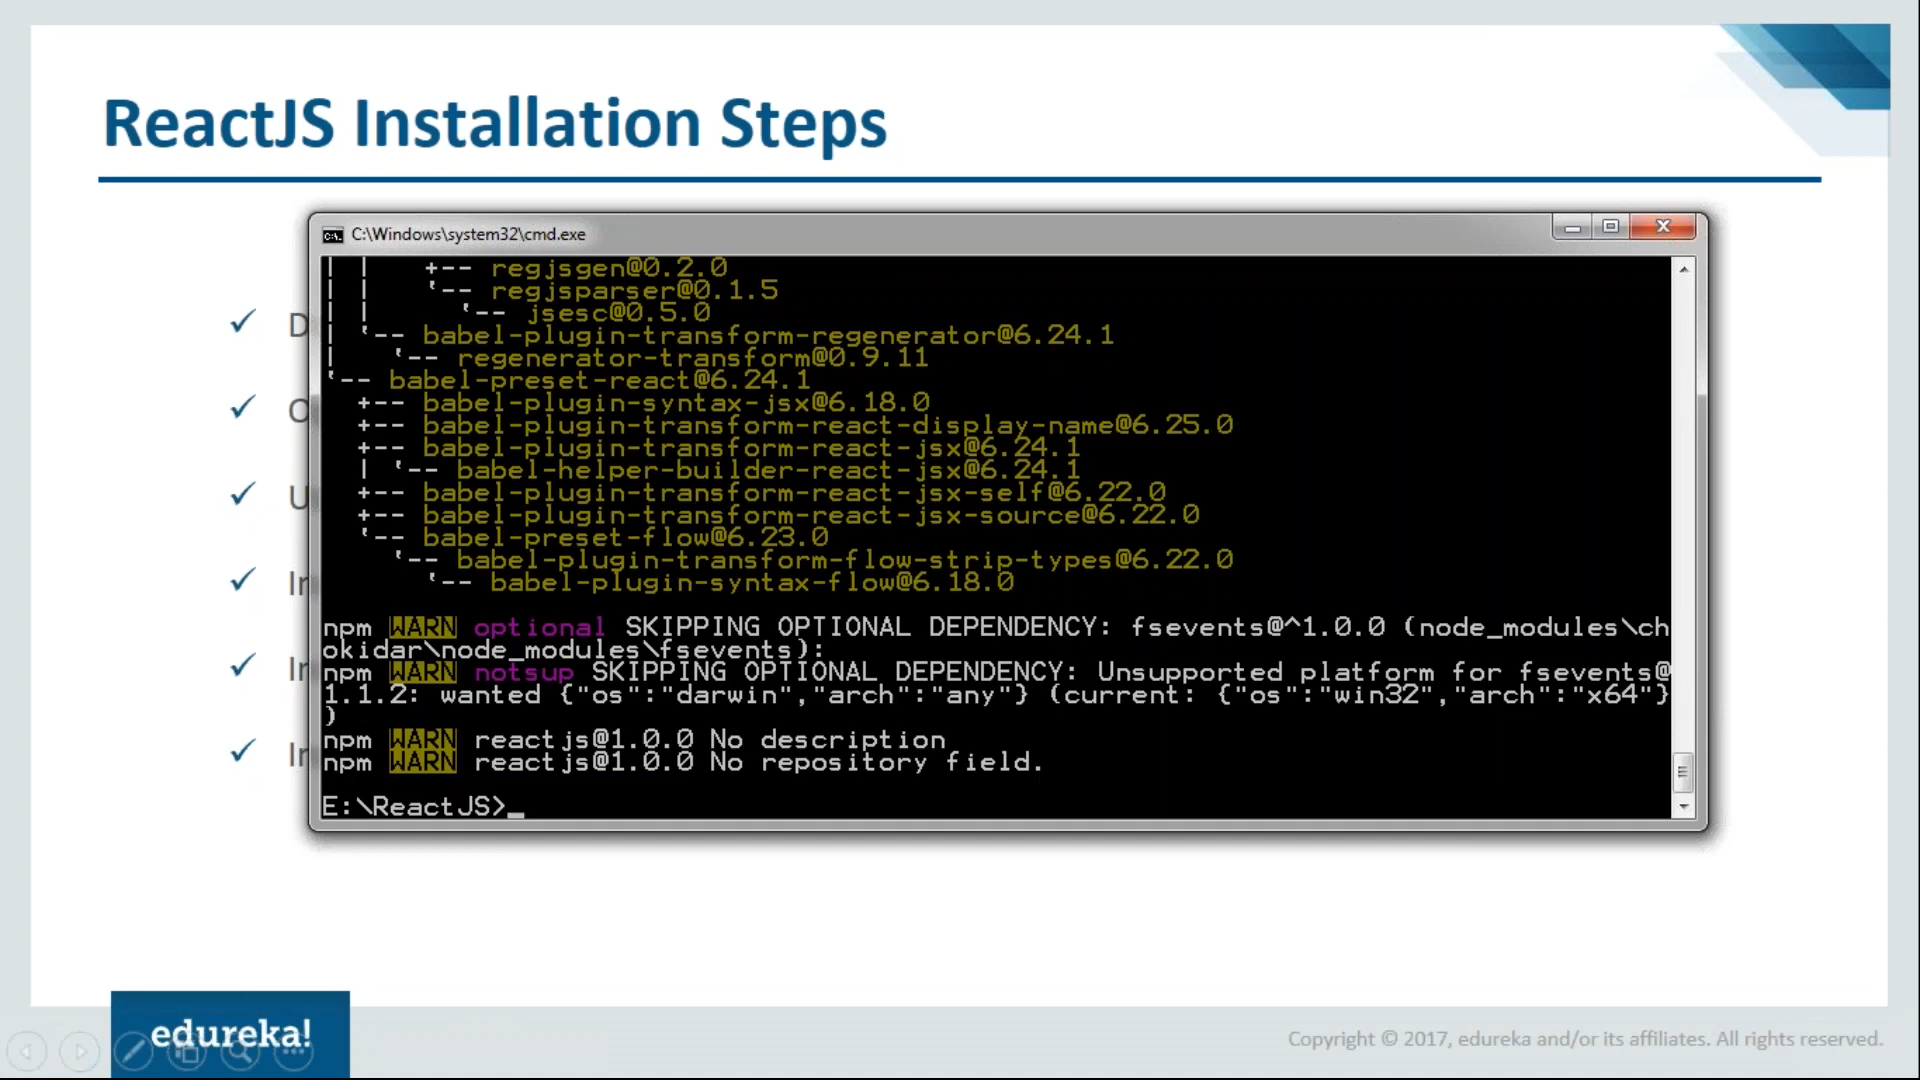 ReactJS Installation Steps
C:\Windows\system32\cmd.exe
| | +-- regjsgen@0.2.0
| | '-- regjsparser@0.1.5
| | '-- jsesc@0.5.0
| '-- babel-plugin-transform-regenerator@6.24.1
| '-- regenerator-transform@0.9.11
'-- babel-preset-react@6.24.1
+-- babel-plugin-syntax-jsx@6.18.0
+-- babel-plugin-transform-react-display-name@6.25.0
+-- babel-plugin-transform-react-jsx@6.24.1
| '-- babel-helper-builder-react-jsx@6.24.1
+-- babel-plugin-transform-react-jsx-self@6.22.0
+-- babel-plugin-transform-react-jsx-source@6.22.0
'-- babel-preset-flow@6.23.0
'-- babel-plugin-transform-flow-strip-types@6.22.0
'-- babel-plugin-syntax-flow@6.18.0
npm WARN optional SKIPPING OPTIONAL DEPENDENCY: fsevents@^1.0.0 (node_modules\ch
okidar\node_modules\fsevents):
npm WARN notsup SKIPPING OPTIONAL DEPENDENCY: Unsupported platform for fsevents@
1.1.2: wanted {"os":"darwin","arch":"any"} (current: {"os":"win32","arch":"x64"}
)
npm WARN reactjs@1.0.0 No description
npm WARN reactjs@1.0.0 No repository field.
E:\ReactJS>_
edureka!
Copyright © 2017, edureka and/or its affiliates. All rights reserved.